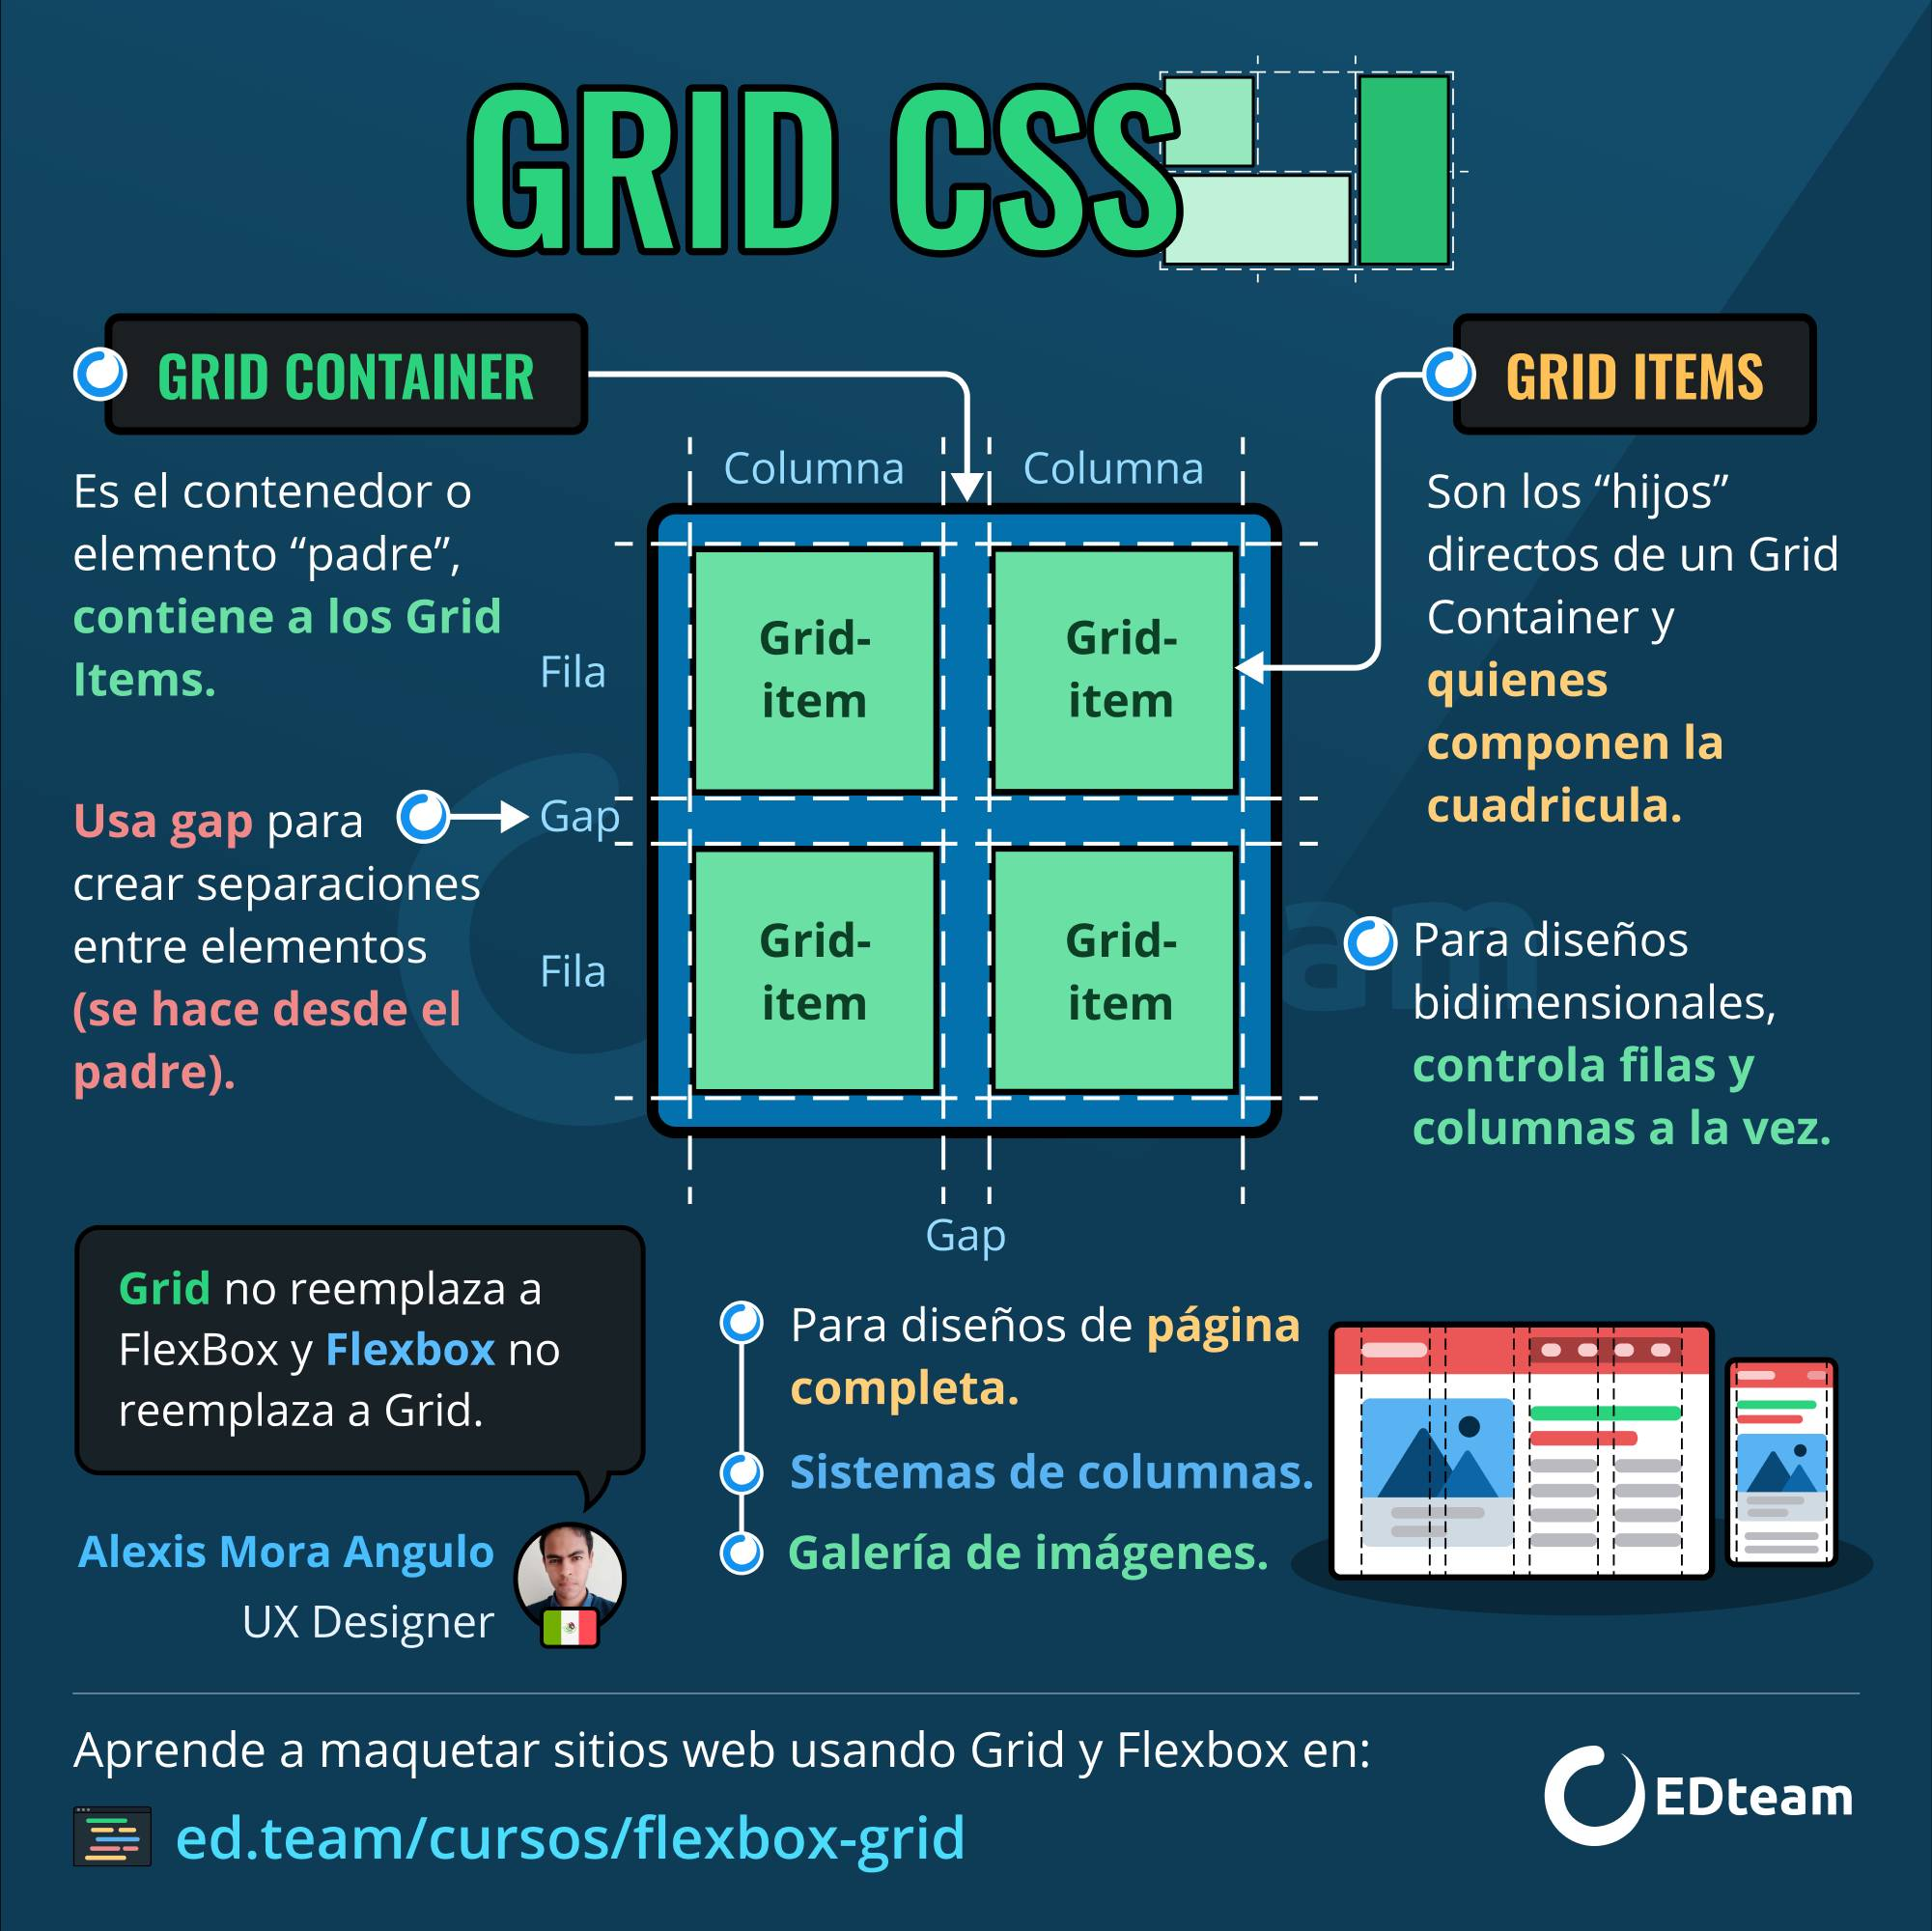 GRID CSS
GRID CONTAINER
Es el contenedor o
elemento “padre”,
contiene a los Grid
Items.
Usa gap para
crear separaciones
entre elementos
(se hace desde el
padre).
Columna
Columna
Fila
Gap
Fila
Gap
Grid-
item
Grid-
item
Grid-
item
Grid-
item
GRID ITEMS
Son los “hijos”
directos de un Grid
Container y
quienes
componen la
cuadricula.
Para diseños
bidimensionales,
controla filas y
columnas a la vez.
Grid no reemplaza a
FlexBox y Flexbox no
reemplaza a Grid.
Alexis Mora Angulo
UX Designer
Para diseños de página
completa.
Sistemas de columnas.
Galería de imágenes.
Aprende a maquetar sitios web usando Grid y Flexbox en:
ed.team/cursos/flexbox-grid
EDteam